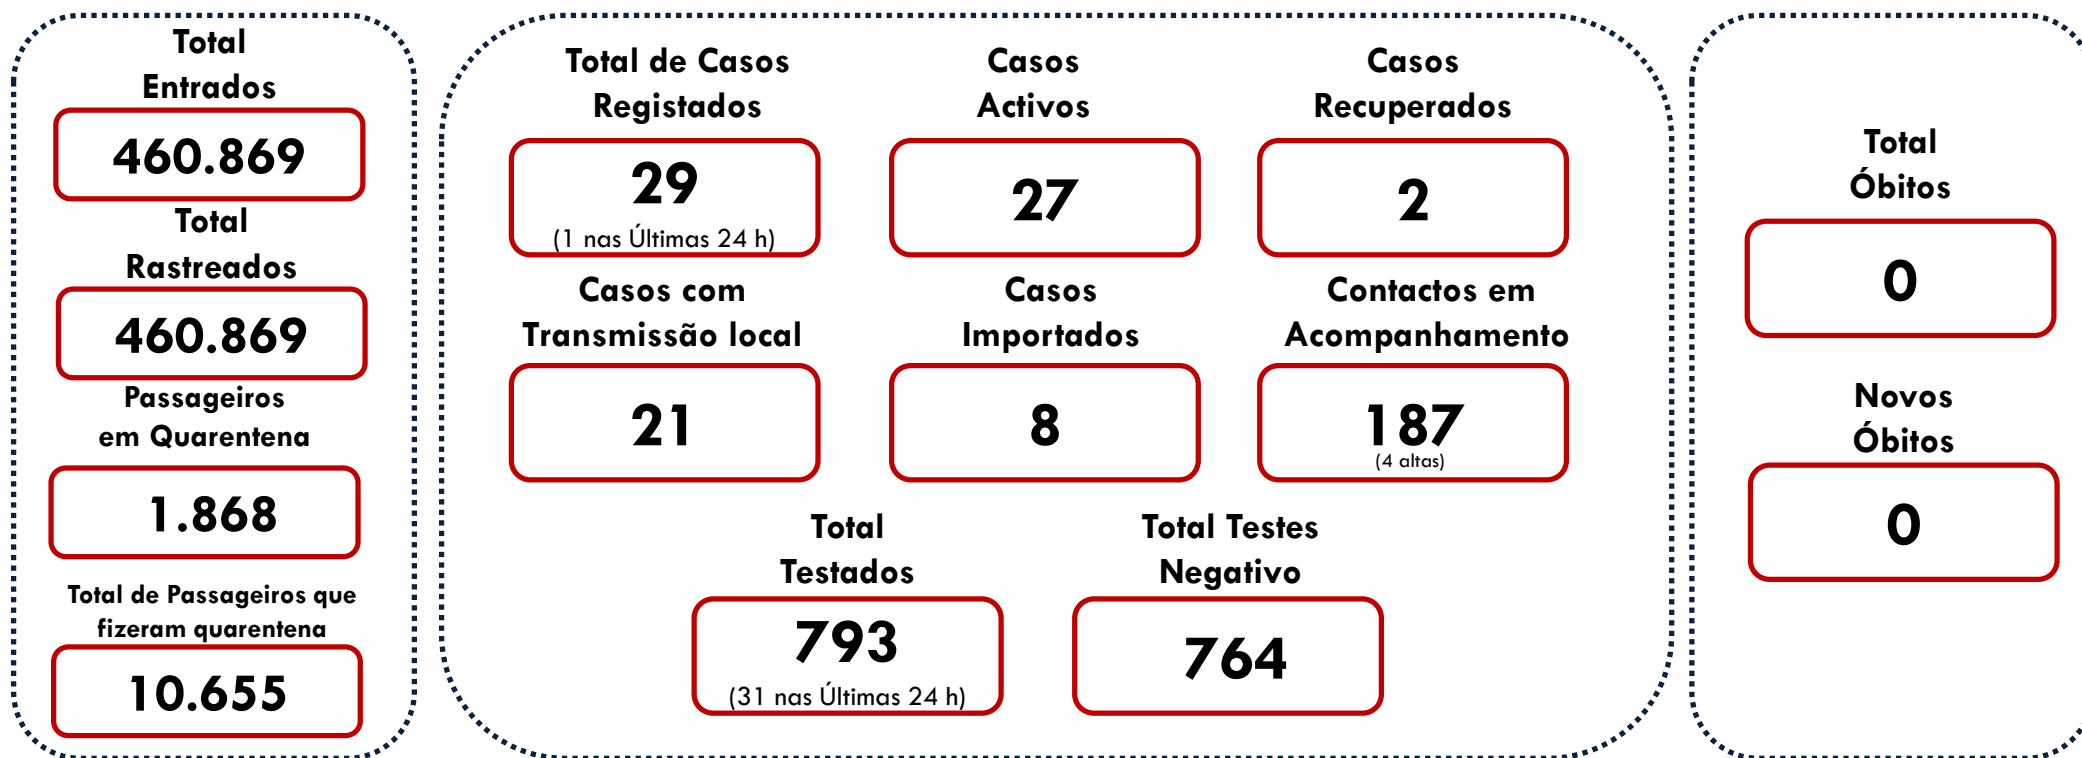 Total
Entrados
460.869
Total
Rastreados
460.869
Passageiros
em Quarentena
1.868
Total de Passageiros que
fizeram quarentena
10.655
Total de Casos
Registados
29
(1 nas Últimas 24 h)
Casos
Activos
27
Casos
Recuperados
2
Casos com
Transmissão local
21
Casos
Importados
8
Contactos em
Acompanhamento
187
(4 altas)
Total
Testados
793
(31 nas Últimas 24 h)
Total Testes
Negativo
764
Total
Óbitos
0
Novos
Óbitos
0